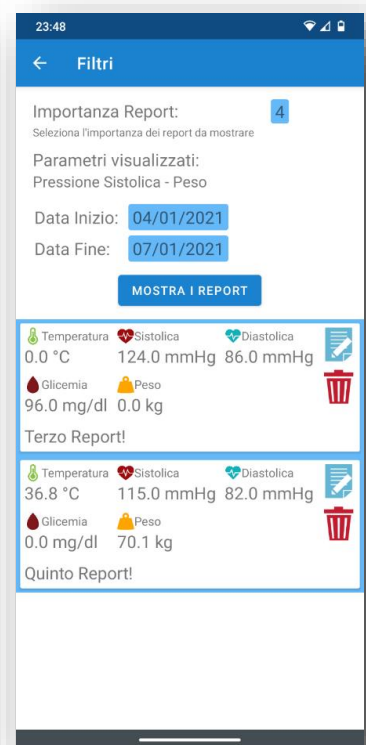 23:48
Filtri
Importanza Report: 4
Seleziona l'importanza dei report da mostrare
Parametri visualizzati:
Pressione Sistolica - Peso
Data Inizio: 04/01/2021
Data Fine: 07/01/2021
MOSTRA I REPORT
Temperatura Sistolica Diastolica
0.0 °C 124.0 mmHg 86.0 mmHg
Glicemia Peso
96.0 mg/dl 0.0 kg
Terzo Report!
Temperatura Sistolica Diastolica
36.8 °C 115.0 mmHg 82.0 mmHg
Glicemia Peso
0.0 mg/dl 70.1 kg
Quinto Report!